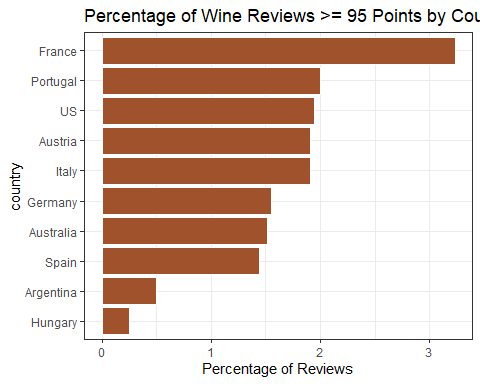 Percentage of Wine Reviews >= 95 Points by Cou
France
Portugal
US
Austria
Italy
Germany
Australia
Spain
Argentina
Hungary
country
0 1 2 3
Percentage of Reviews